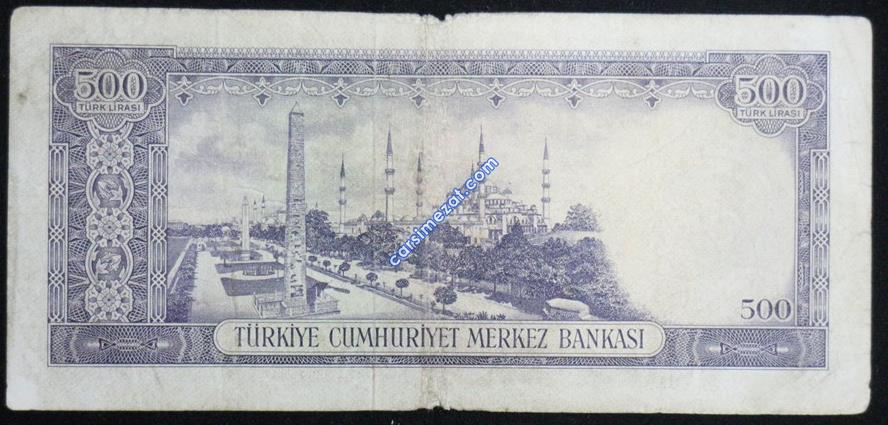 500
TÜRK LİRASI
500
TÜRK LİRASI
carsimezat.com
500
TÜRKİYE CUMHURİYET MERKEZ BANKASI